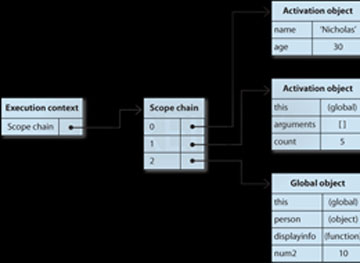 Activation object
name 'Nicholas'
age 30
Activation object
this (global)
arguments [ ]
count 5
Execution context
Scope chain
Scope chain
0
1
2
Global object
this (global)
person (object)
displayinfo (function)
num2 10